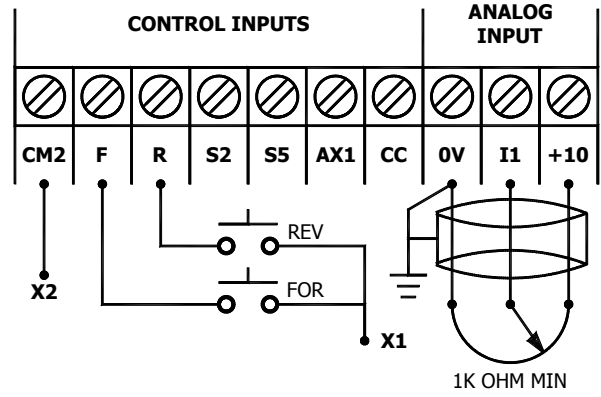 CONTROL INPUTS
ANALOG
INPUT
CM2 F R S2 S5 AX1 CC 0V I1 +10
REV
FOR
X2
X1
1K OHM MIN